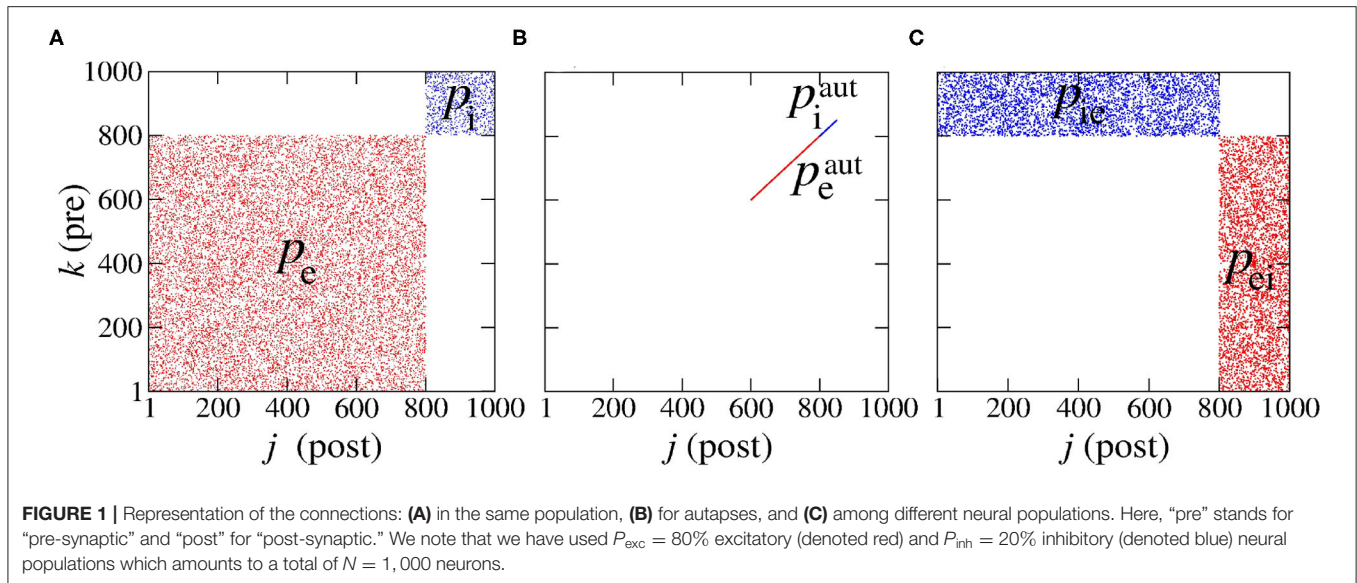 A
B
C
1000
800
600
400
200
1
k (pre)
p_i
p_e
1 200 400 600 800 1000
j (post)
p_i^aut
p_e^aut
1 200 400 600 800 1000
j (post)
p_ie
p_ei
1 200 400 600 800 1000
j (post)
FIGURE 1 | Representation of the connections: (A) in the same population, (B) for autapses, and (C) among different neural populations. Here, “pre” stands for
“pre-synaptic” and “post” for “post-synaptic.” We note that we have used P_exc = 80% excitatory (denoted red) and P_inh = 20% inhibitory (denoted blue) neural
populations which amounts to a total of N = 1, 000 neurons.